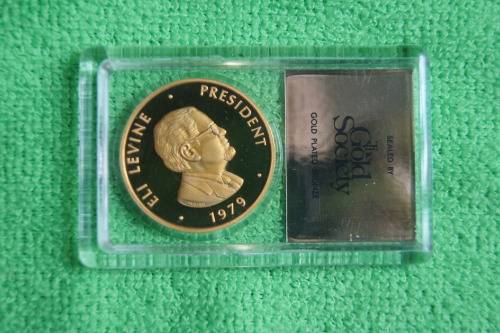 ELI LEVINE · PRESIDENT · 1979
SEALED BY
The
Gold
Society
GOLD PLATED BRONZE